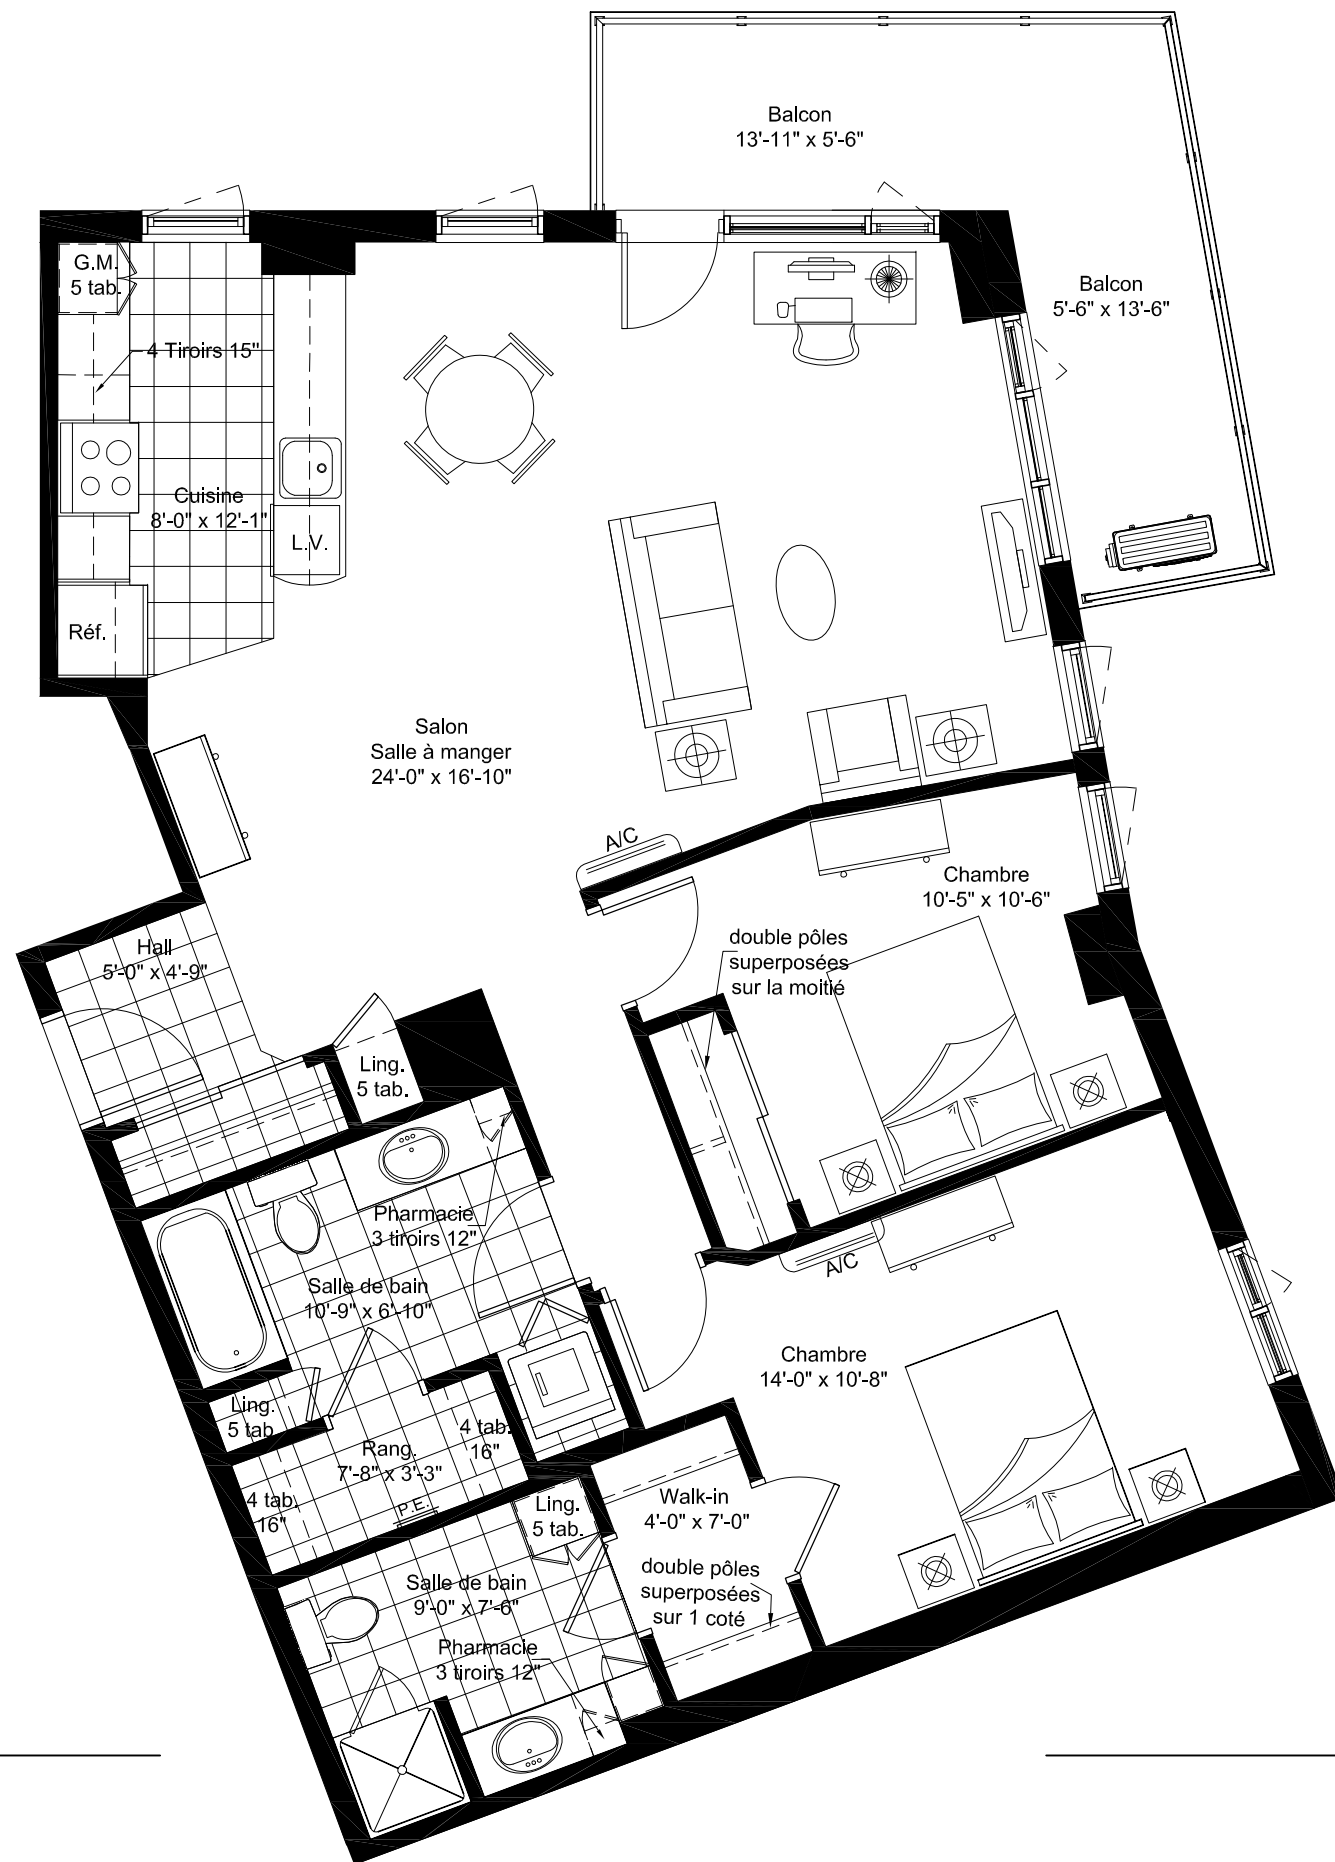 Balcon
13'-11" x 5'-6"
Balcon
5'-6" x 13'-6"
G.M.
5 tab.
4 Tiroirs 15"
Cuisine
8'-0" x 12'-1"
L.V.
Réf.
Salon
Salle à manger
24'-0" x 16'-10"
A/C
Chambre
10'-5" x 10'-6"
double pôles
superposées
sur la moitié
Hall
5'-0" x 4'-9"
Ling.
5 tab.
Pharmacie
3 tiroirs 12"
Salle de bain
10'-9" x 6'-10"
A/C
Chambre
14'-0" x 10'-8"
Ling.
5 tab.
4 tab.
16"
Rang.
7'-8" x 3'-3"
4 tab.
16"
P.E.
Ling.
5 tab.
Walk-in
4'-0" x 7'-0"
double pôles
superposées
sur 1 coté
Salle de bain
9'-0" x 7'-6"
Pharmacie
3 tiroirs 12"